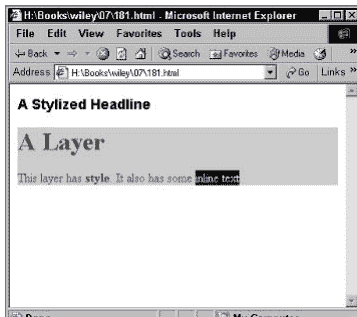 H:\Books\wiley\07\181.html - Microsoft Internet Explorer
File Edit View Favorites Tools Help
Back Search Favorites Media »
Address H:\Books\wiley\07\181.html Go Links »
A Stylized Headline
A Layer
This layer has style. It also has some inline text
My Computer